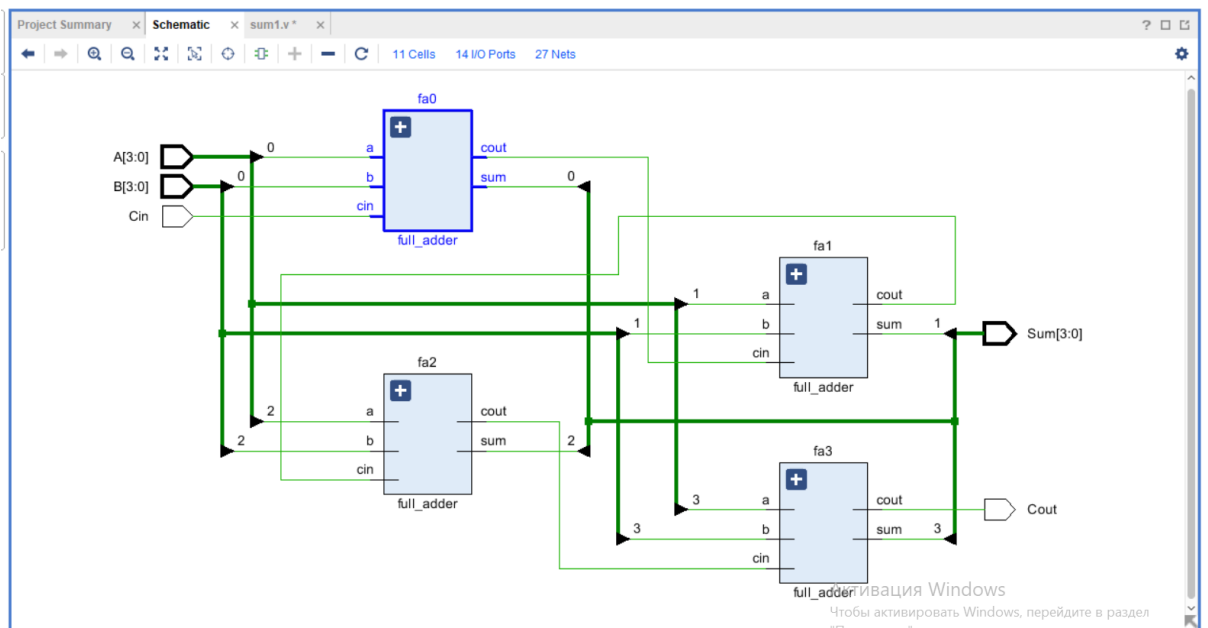 Project Summary × Schematic × sum1.v * ×
?
11 Cells 14 I/O Ports 27 Nets
fa0
A[3:0] 0 a cout
B[3:0] 0 b sum 0
Cin cin
full_adder
fa1
1 a cout
1 b sum 1 Sum[3:0]
cin
full_adder
fa2
2 a cout
2 b sum 2
cin
full_adder
fa3
3 a cout Cout
3 b sum 3
cin
full_adder
Активация Windows
Чтобы активировать Windows, перейдите в раздел